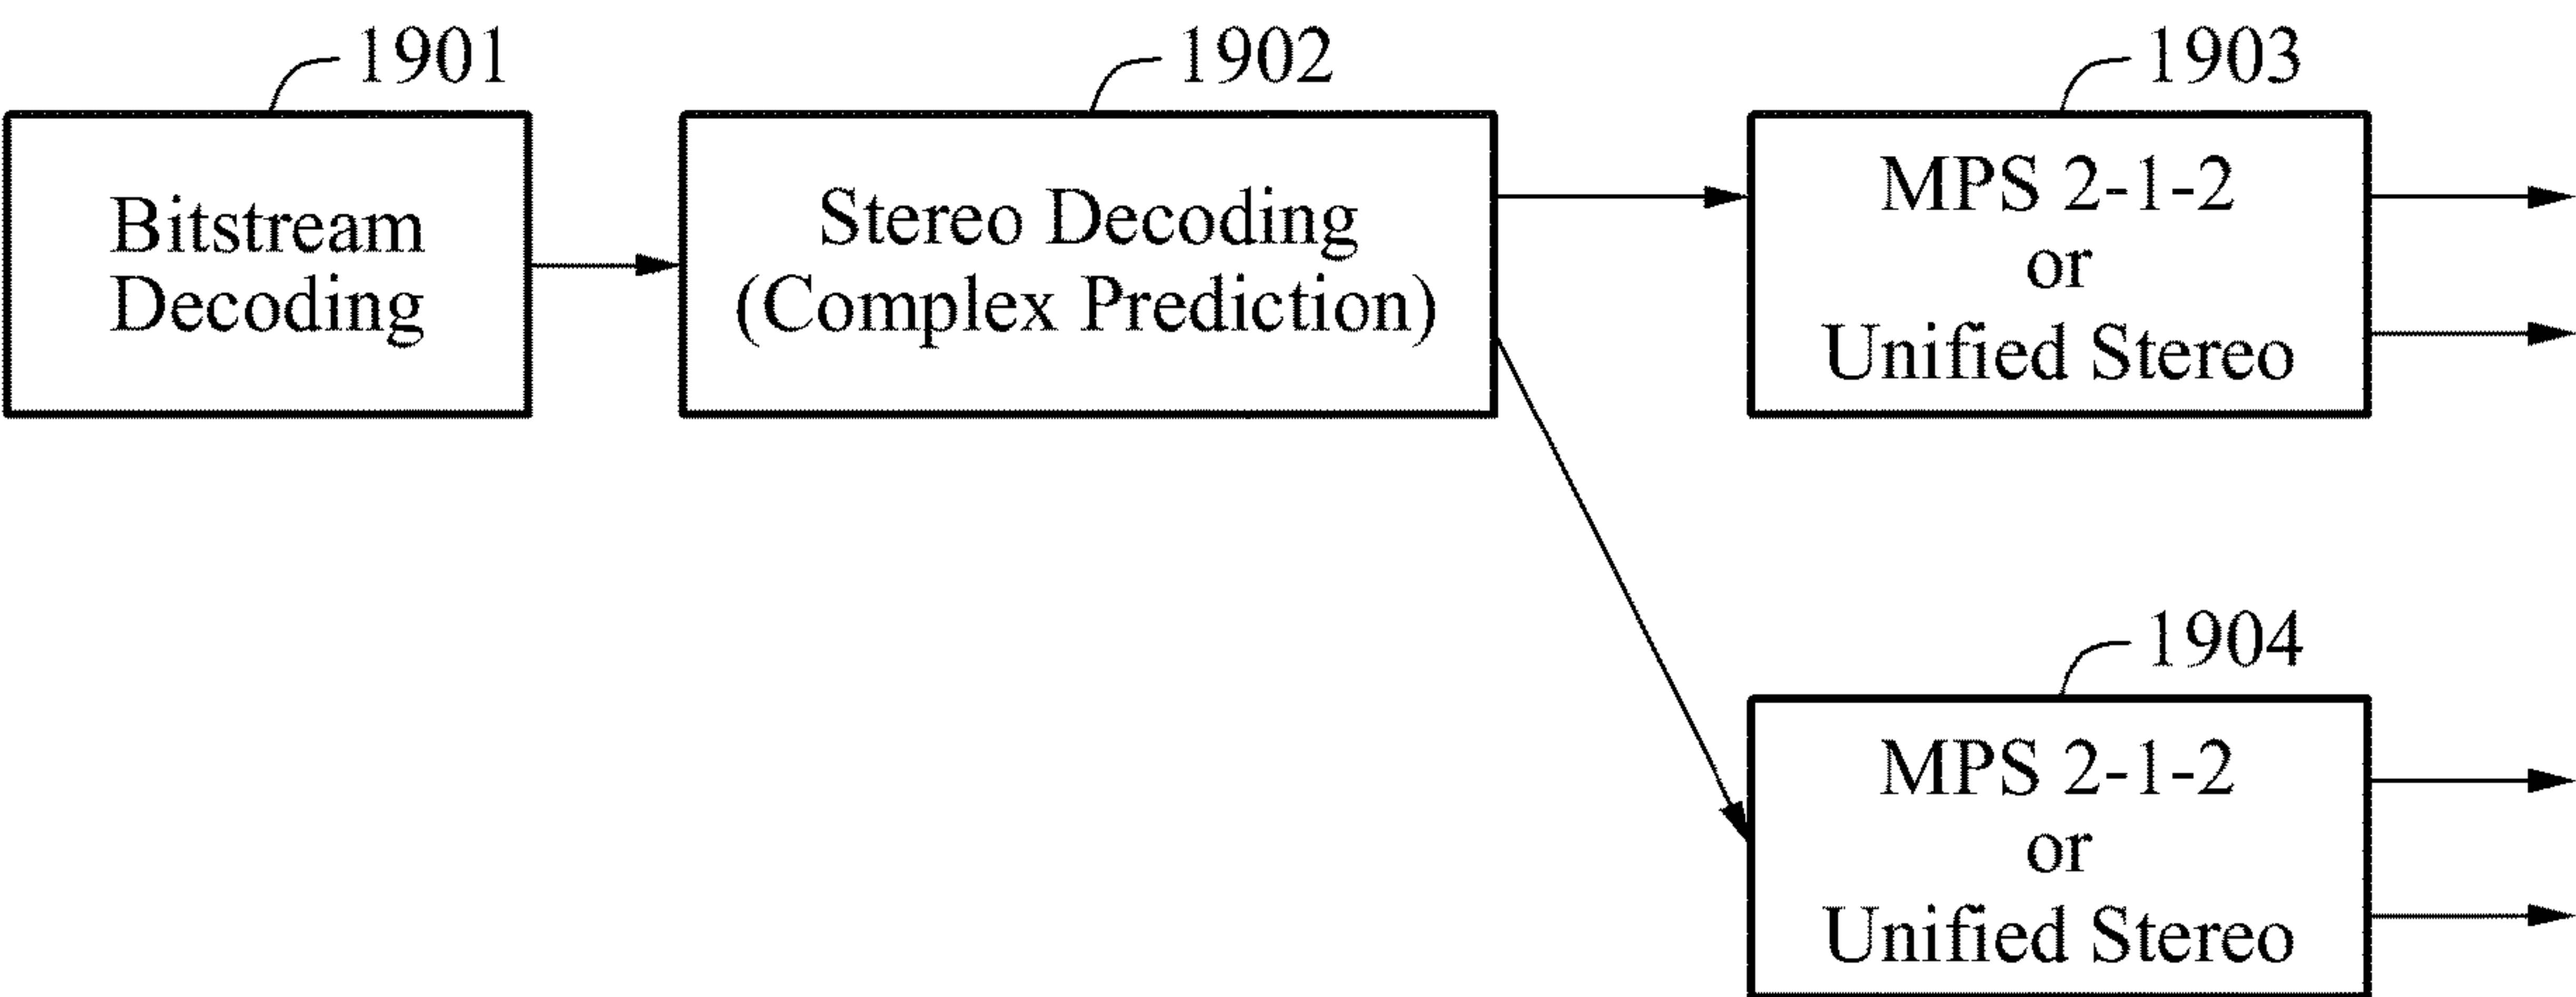 1901
Bitstream
Decoding
1902
Stereo Decoding
(Complex Prediction)
1903
MPS 2-1-2
or
Unified Stereo
1904
MPS 2-1-2
or
Unified Stereo